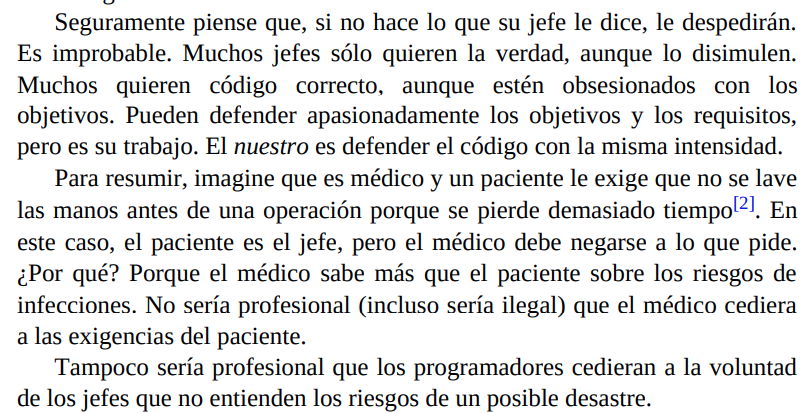 Seguramente piense que, si no hace lo que su jefe le dice, le despedirán.
Es improbable. Muchos jefes sólo quieren la verdad, aunque lo disimulen.
Muchos quieren código correcto, aunque estén obsesionados con los
objetivos. Pueden defender apasionadamente los objetivos y los requisitos,
pero es su trabajo. El nuestro es defender el código con la misma intensidad.
Para resumir, imagine que es médico y un paciente le exige que no se lave
las manos antes de una operación porque se pierde demasiado tiempo[2]. En
este caso, el paciente es el jefe, pero el médico debe negarse a lo que pide.
¿Por qué? Porque el médico sabe más que el paciente sobre los riesgos de
infecciones. No sería profesional (incluso sería ilegal) que el médico cediera
a las exigencias del paciente.
Tampoco sería profesional que los programadores cedieran a la voluntad
de los jefes que no entienden los riesgos de un posible desastre.